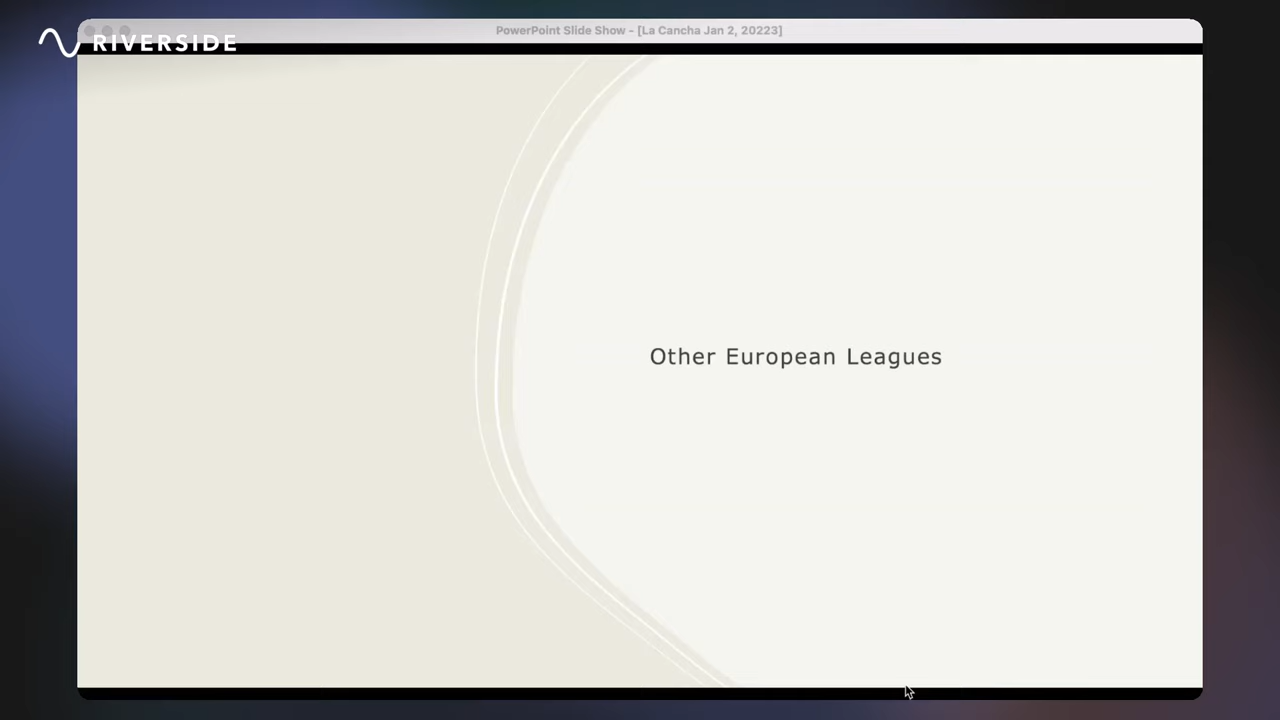 PowerPoint Slide Show - [La Cancha Jan 2, 20223]
RIVERSIDE
Other European Leagues